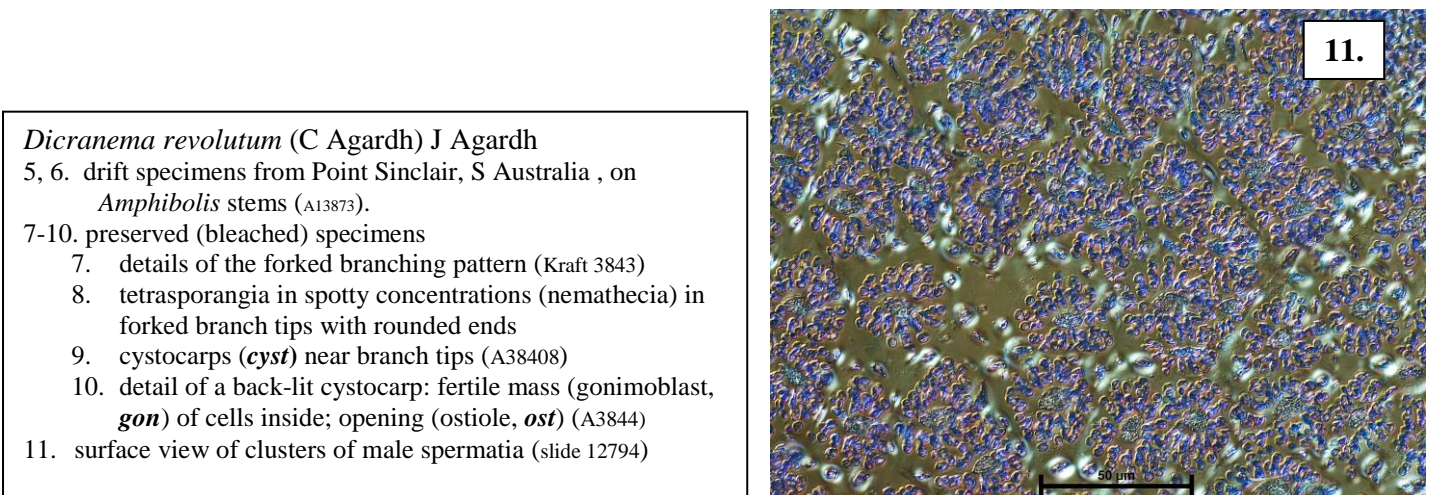 Dicranema revolutum (C Agardh) J Agardh
5, 6. drift specimens from Point Sinclair, S Australia , on
Amphibolis stems (A13873).
7-10. preserved (bleached) specimens
7. details of the forked branching pattern (Kraft 3843)
8. tetrasporangia in spotty concentrations (nemathecia) in
forked branch tips with rounded ends
9. cystocarps (cyst) near branch tips (A38408)
10. detail of a back-lit cystocarp: fertile mass (gonimoblast,
gon) of cells inside; opening (ostiole, ost) (A3844)
11. surface view of clusters of male spermatia (slide 12794)
11.
50 µm